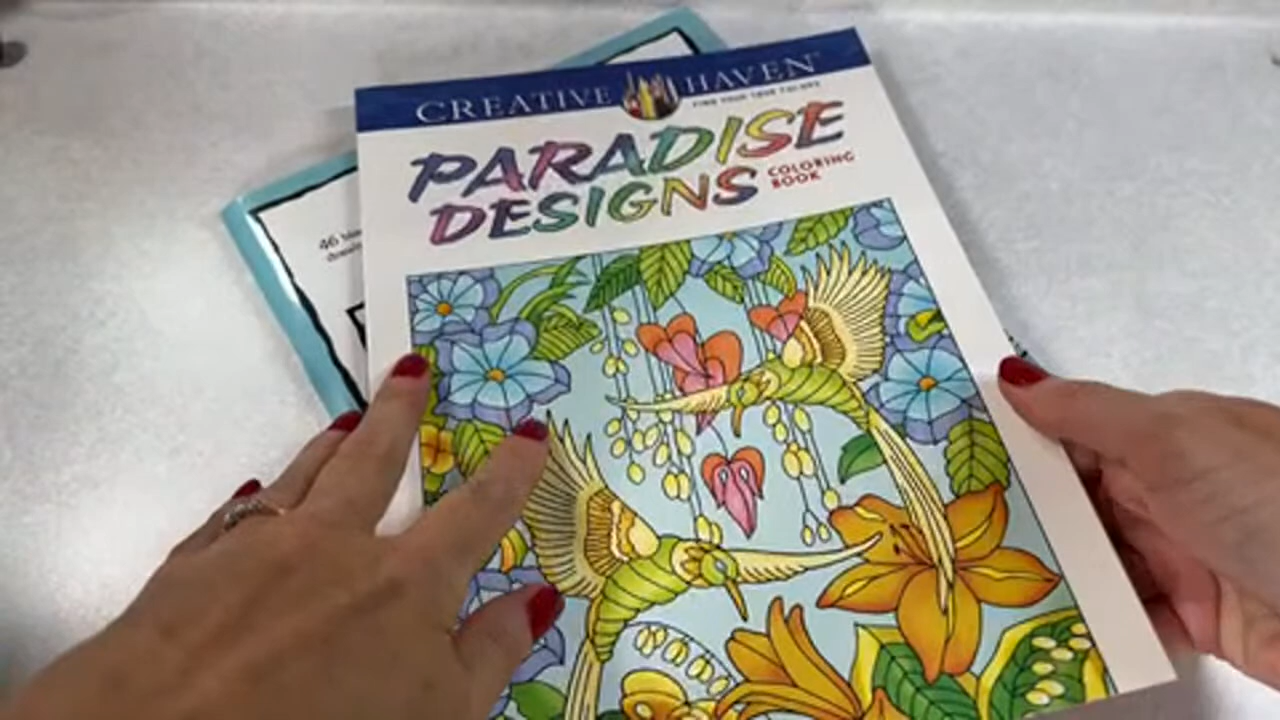 CREATIVE HAVEN
FIND YOUR TRUE COLORS
PARADISE
DESIGNS
COLORING
BOOK
46